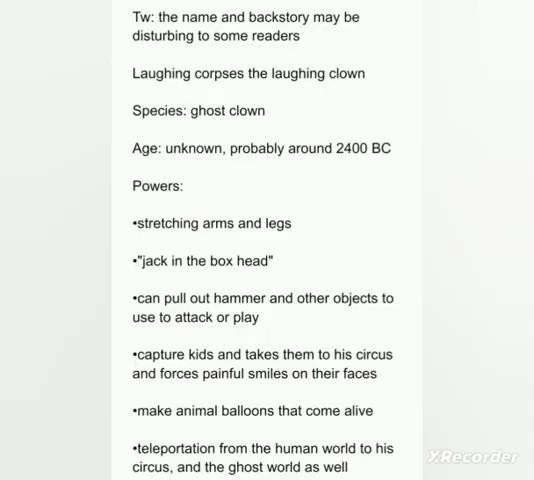 Tw: the name and backstory may be
disturbing to some readers
Laughing corpses the laughing clown
Species: ghost clown
Age: unknown, probably around 2400 BC
Powers:
•stretching arms and legs
•"jack in the box head"
•can pull out hammer and other objects to
use to attack or play
•capture kids and takes them to his circus
and forces painful smiles on their faces
•make animal balloons that come alive
•teleportation from the human world to his
circus, and the ghost world as well
XRecorder